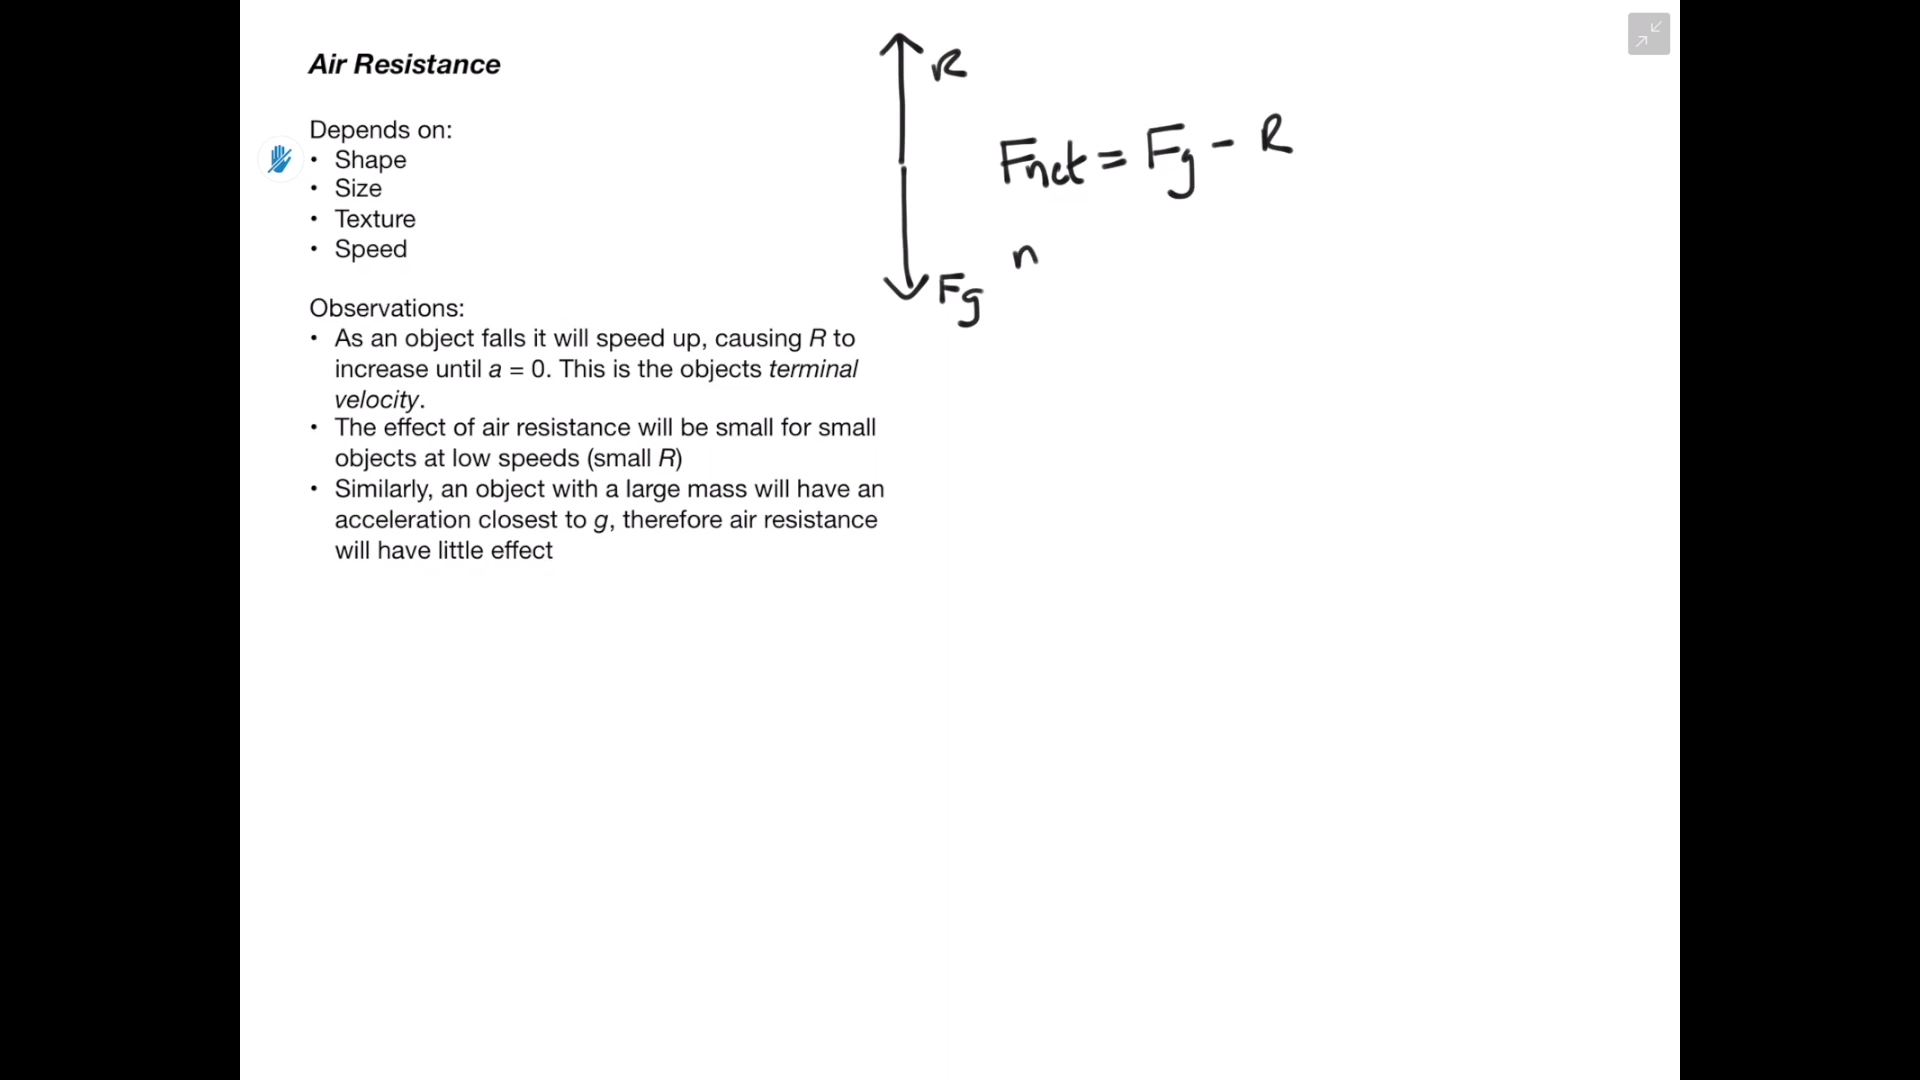 Air Resistance
Depends on:
• Shape
• Size
• Texture
• Speed
Observations:
• As an object falls it will speed up, causing R to
increase until a = 0. This is the objects terminal
velocity.
• The effect of air resistance will be small for small
objects at low speeds (small R)
• Similarly, an object with a large mass will have an
acceleration closest to g, therefore air resistance
will have little effect
R
Fnet = Fg - R
n
Fg